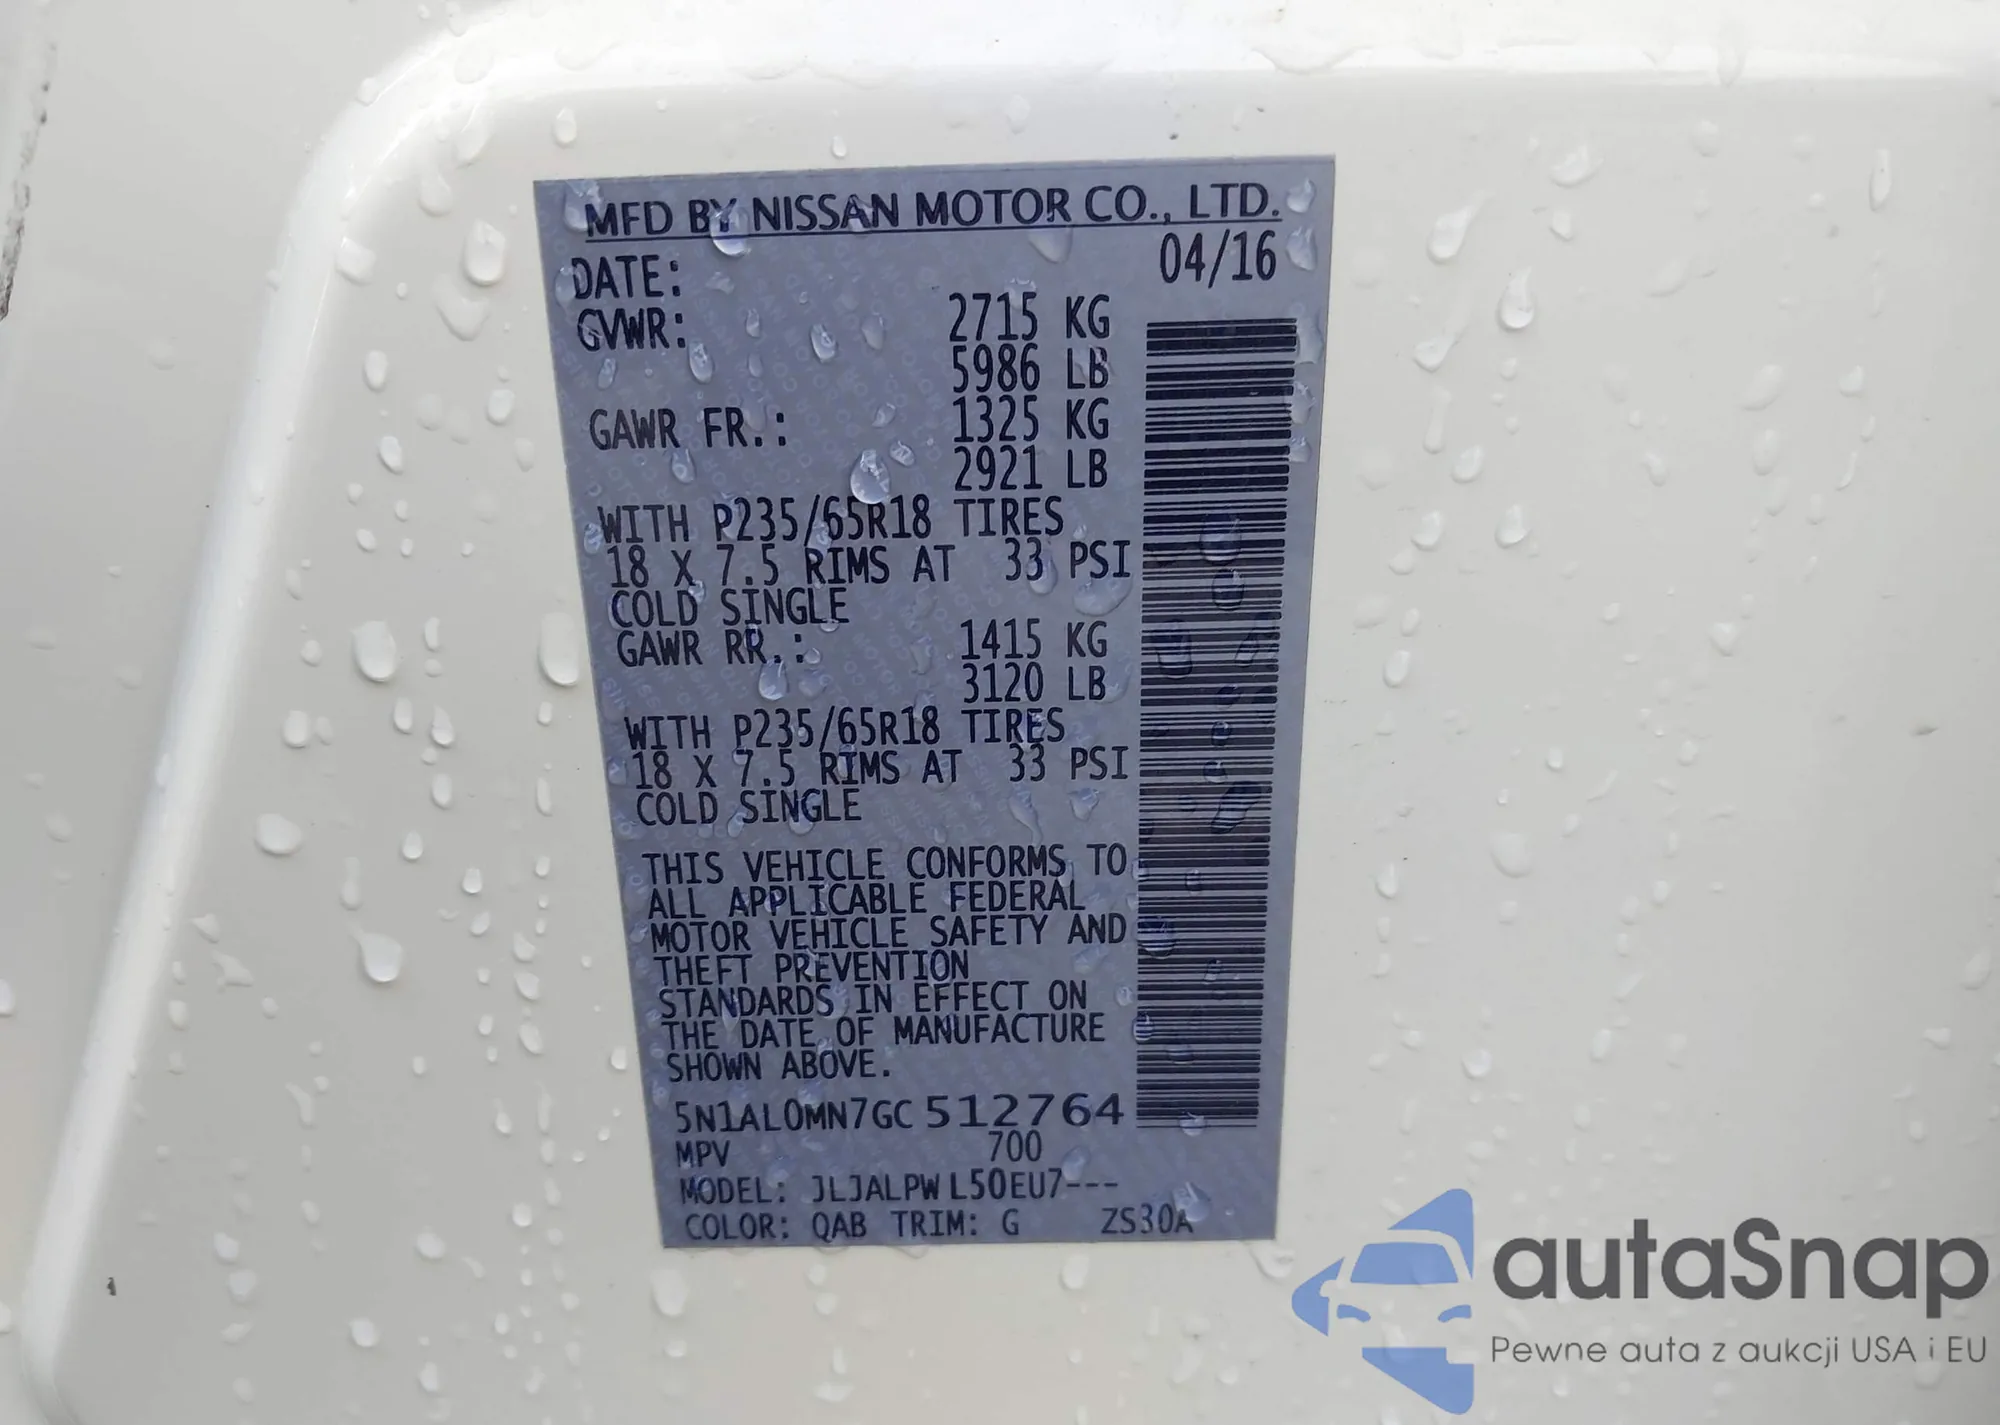 MFD BY NISSAN MOTOR CO., LTD.
DATE: 04/16
GVWR: 2715 KG
5986 LB
GAWR FR.: 1325 KG
2921 LB
WITH P235/65R18 TIRES
18 X 7.5 RIMS AT 33 PSI
COLD SINGLE
GAWR RR.: 1415 KG
3120 LB
WITH P235/65R18 TIRES
18 X 7.5 RIMS AT 33 PSI
COLD SINGLE
THIS VEHICLE CONFORMS TO
ALL APPLICABLE FEDERAL
MOTOR VEHICLE SAFETY AND
THEFT PREVENTION
STANDARDS IN EFFECT ON
THE DATE OF MANUFACTURE
SHOWN ABOVE.
5N1AL0MN7GC512764
MPV 700
MODEL: JLJALPW L50EU7---
COLOR: QAB TRIM: G ZS30A
autaSnap
Pewne auta z aukcji USA i EU